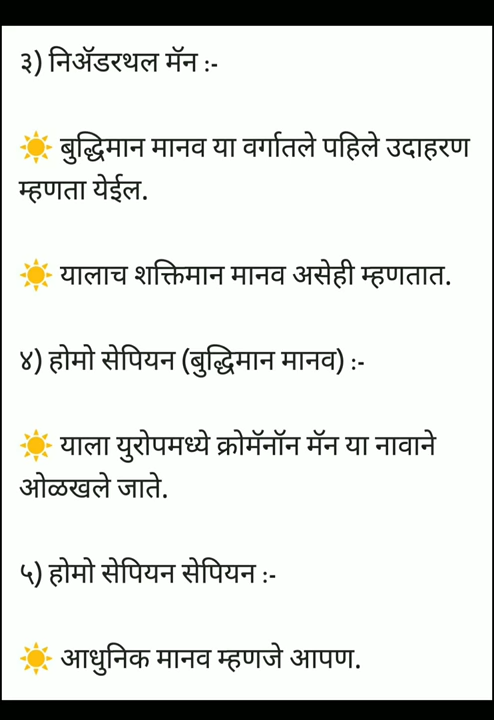 ३) निॲडरथल मॅन :-
☀️ बुद्धिमान मानव या वर्गातले पहिले उदाहरण
म्हणता येईल.
☀️ यालाच शक्तिमान मानव असेही म्हणतात.
४) होमो सेपियन (बुद्धिमान मानव) :-
☀️ याला युरोपमध्ये क्रोमॅनॉन मॅन या नावाने
ओळखले जाते.
५) होमो सेपियन सेपियन :-
☀️ आधुनिक मानव म्हणजे आपण.